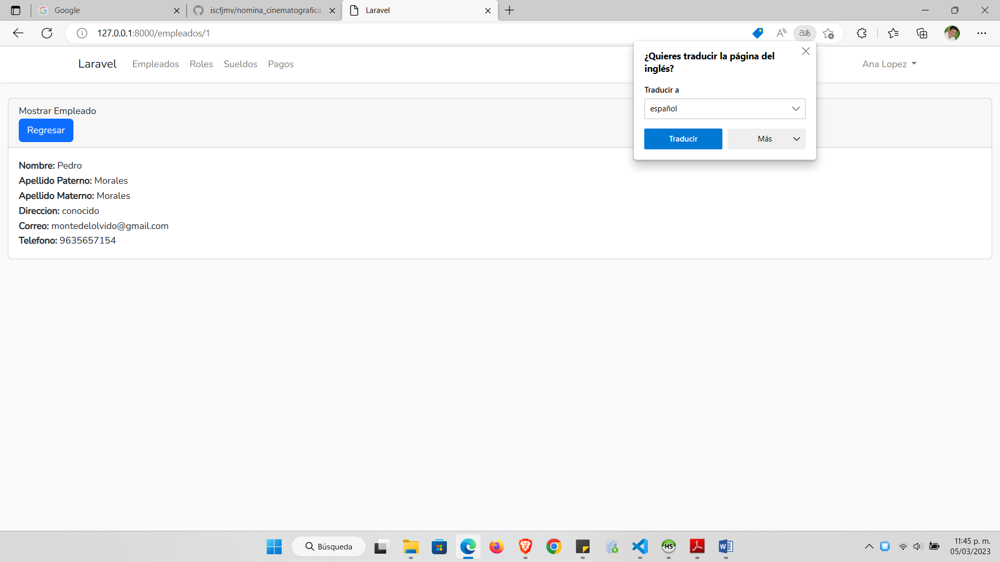 Google
iscfjmv/nomina_cinematografica_
Laravel
127.0.0.1:8000/empleados/1
Laravel
Empleados
Roles
Sueldos
Pagos
Ana Lopez
¿Quieres traducir la página del
inglés?
Traducir a
español
Traducir
Más
Mostrar Empleado
Regresar
Nombre: Pedro
Apellido Paterno: Morales
Apellido Materno: Morales
Direccion: conocido
Correo: montedelolvido@gmail.com
Telefono: 9635657154
Búsqueda
HS
11:45 p. m.
05/03/2023